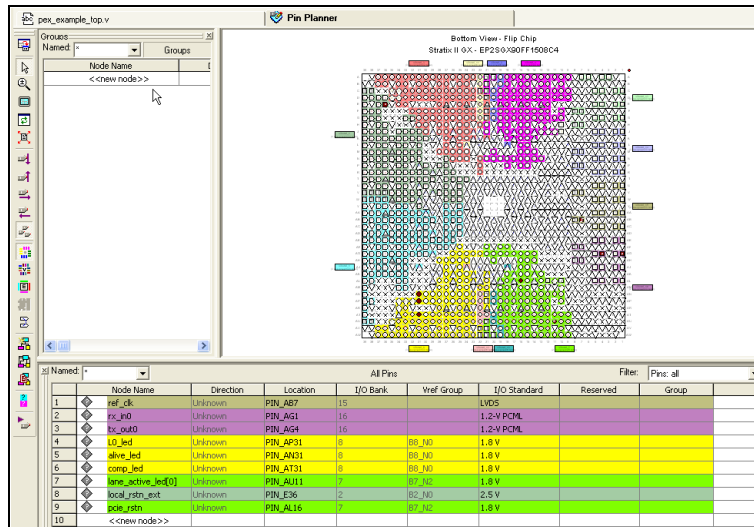 pex_example_top.v
Pin Planner
Groups
Named: *
Groups
Node Name
<<new node>>
Bottom View - Flip Chip
Stratix II GX - EP2SGX90FF1508C4
Named: *
All Pins
Filter: Pins: all
Node Name Direction Location I/O Bank Vref Group I/O Standard Reserved Group
1 ref_clk Unknown PIN_AB7 15 LVDS
2 rx_in0 Unknown PIN_AG1 16 1.2-V PCML
3 tx_out0 Unknown PIN_AG4 16 1.2-V PCML
4 L0_led Unknown PIN_AP31 8 B8_N0 1.8 V
5 alive_led Unknown PIN_AN31 8 B8_N0 1.8 V
6 comp_led Unknown PIN_AT31 8 B8_N0 1.8 V
7 lane_active_led[0] Unknown PIN_AU11 7 B7_N2 1.8 V
8 local_rstn_ext Unknown PIN_E36 2 B2_N0 2.5 V
9 pcie_rstn Unknown PIN_AL16 7 B7_N2 1.8 V
10 <<new node>>